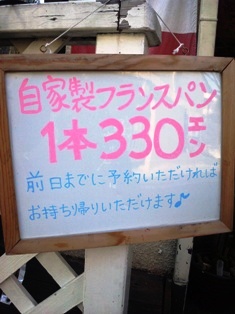 自家製フランスパン
1本330エン
前日までに予約いただければ
お持ち帰りいただけます♪